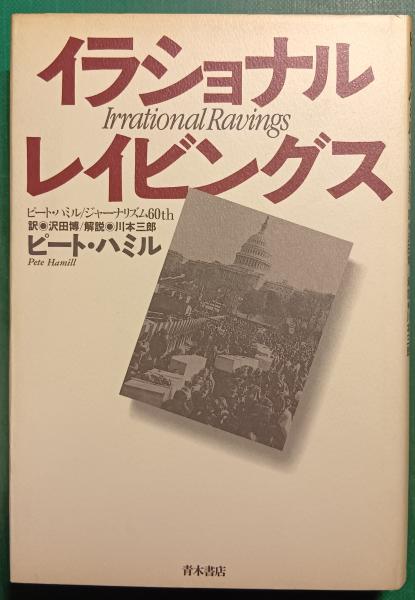 イラショナル
Irrational Ravings
レイビングス
ピート・ハミル/ジャーナリズム60th
訳◉沢田博/解説◉川本三郎
ピート・ハミル
Pete Hamill
青木書店